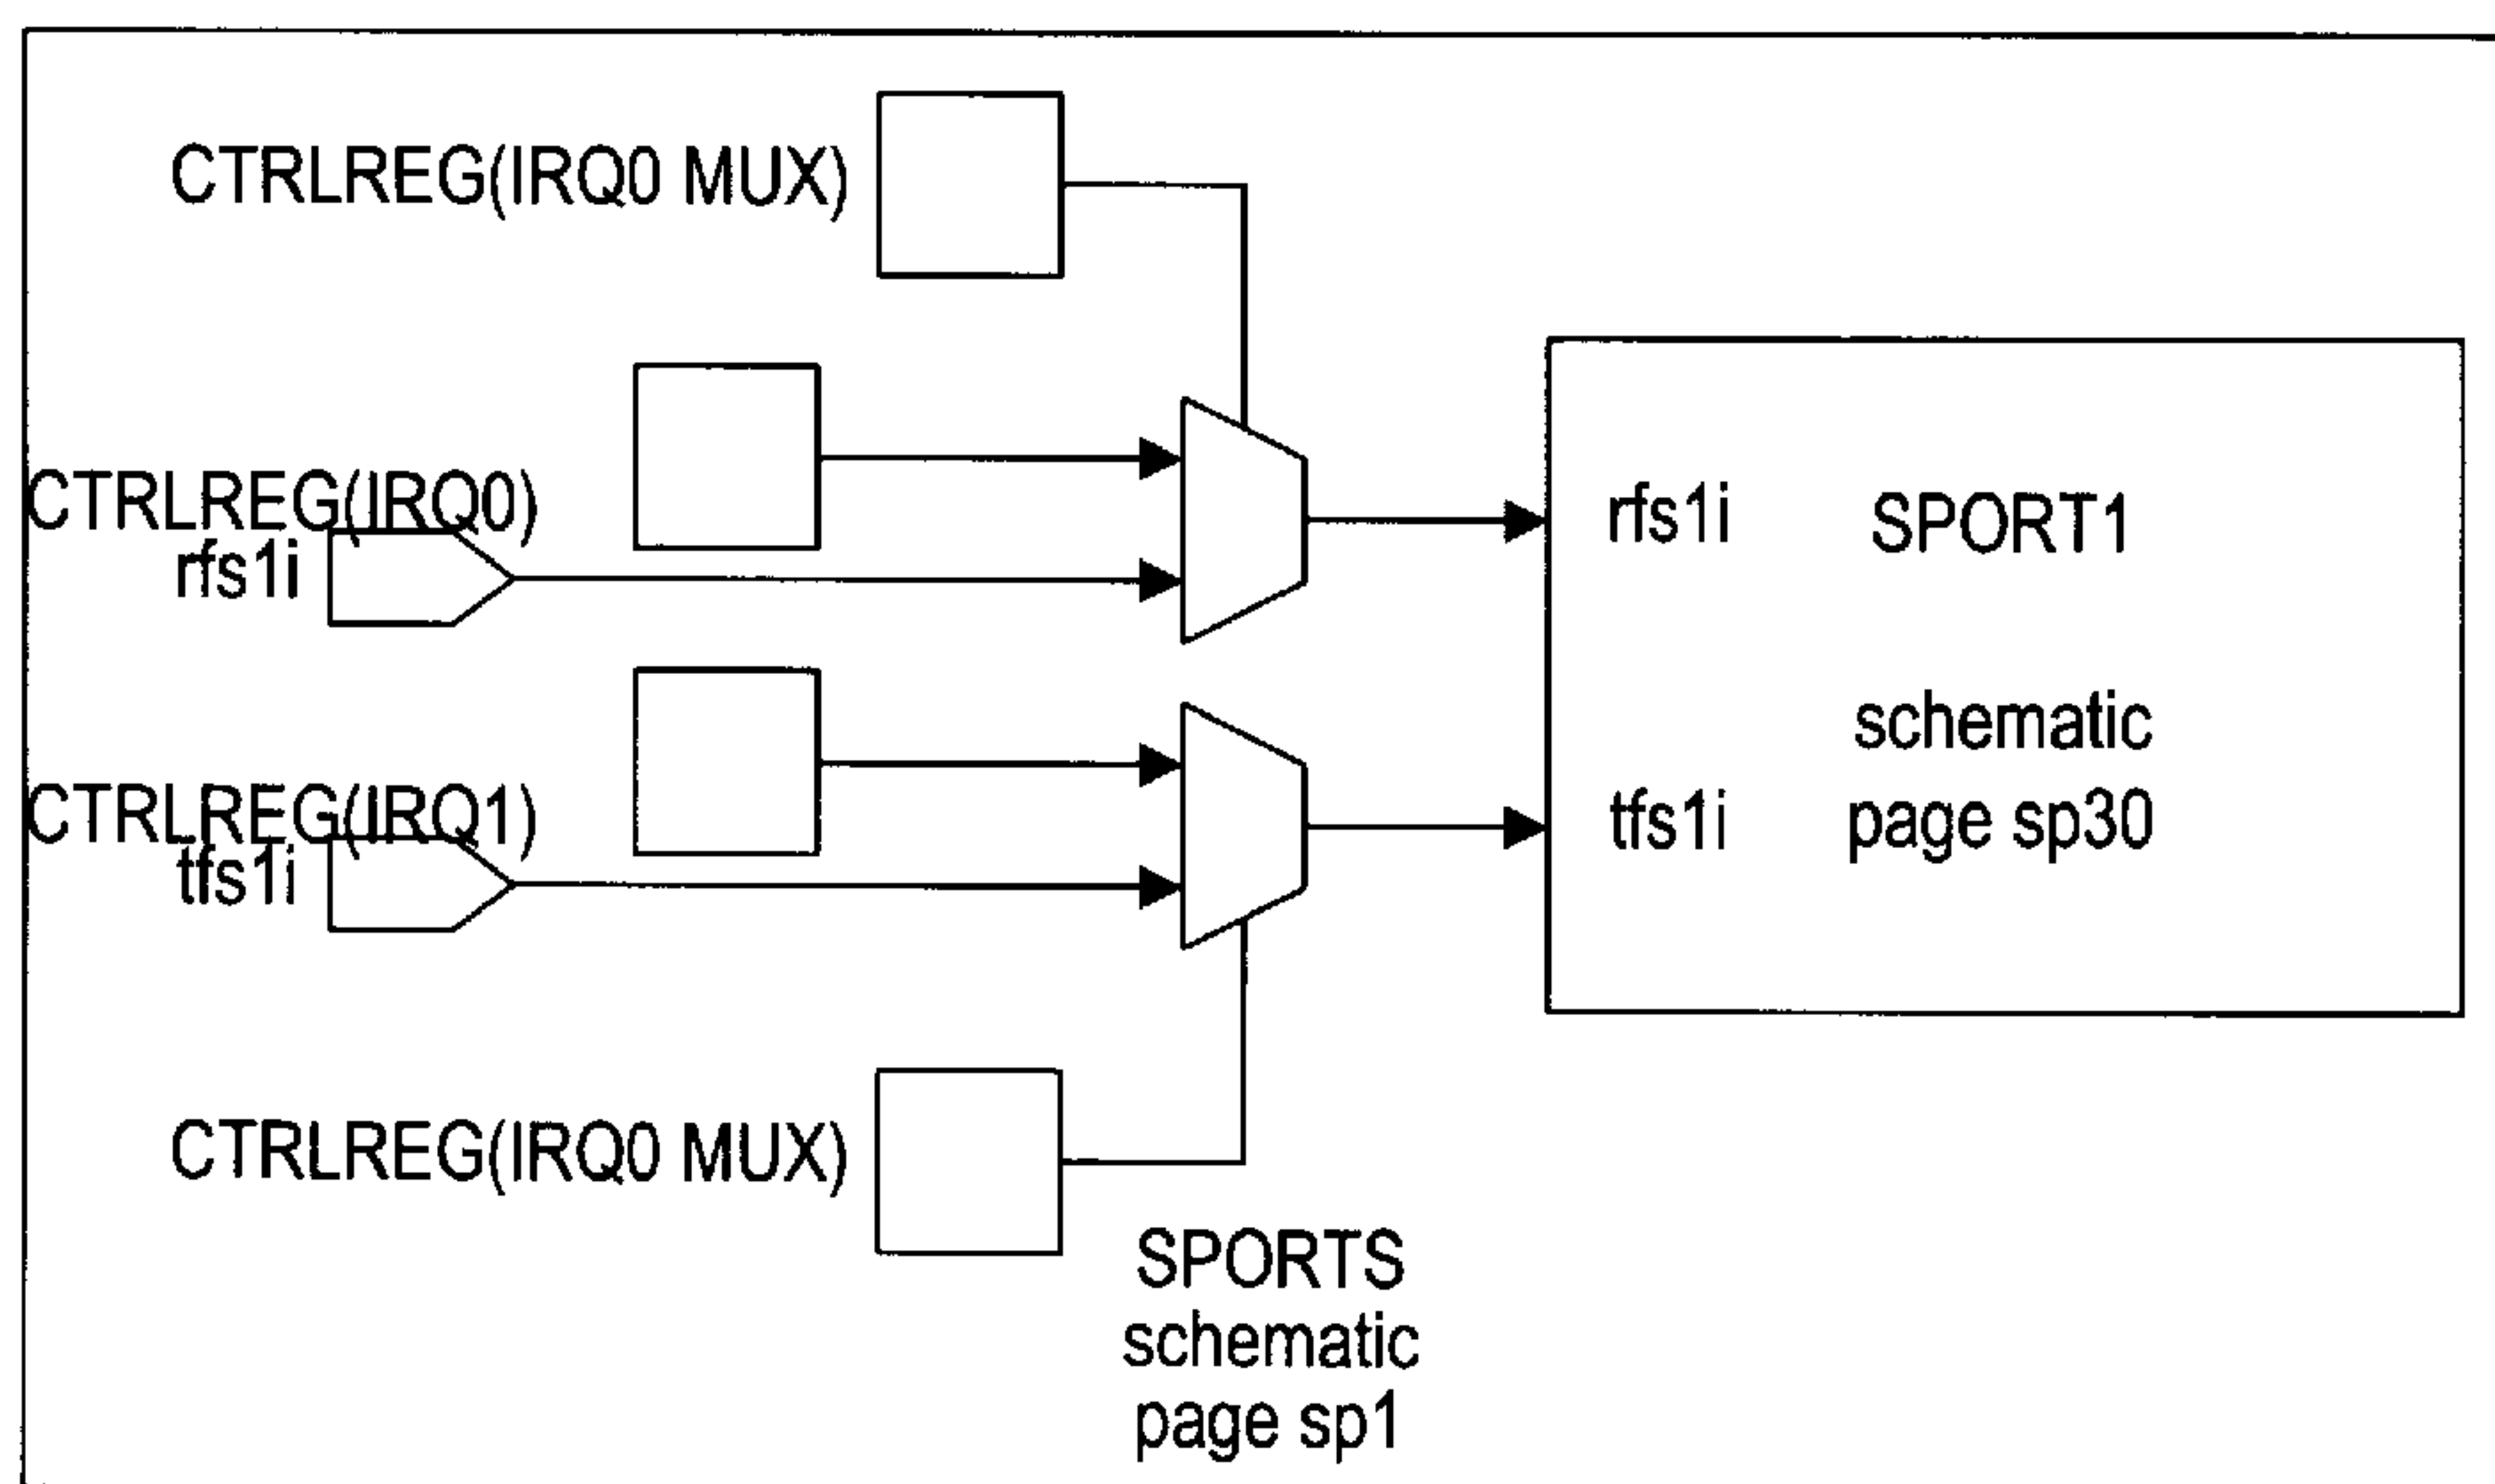 CTRLREG(IRQ0 MUX)
CTRLREG(IRQ0)
rfs1i
rfs1i
SPORT1
CTRLREG(IRQ1)
tfs1i
tfs1i
schematic
page sp30
CTRLREG(IRQ0 MUX)
SPORTS
schematic
page sp1